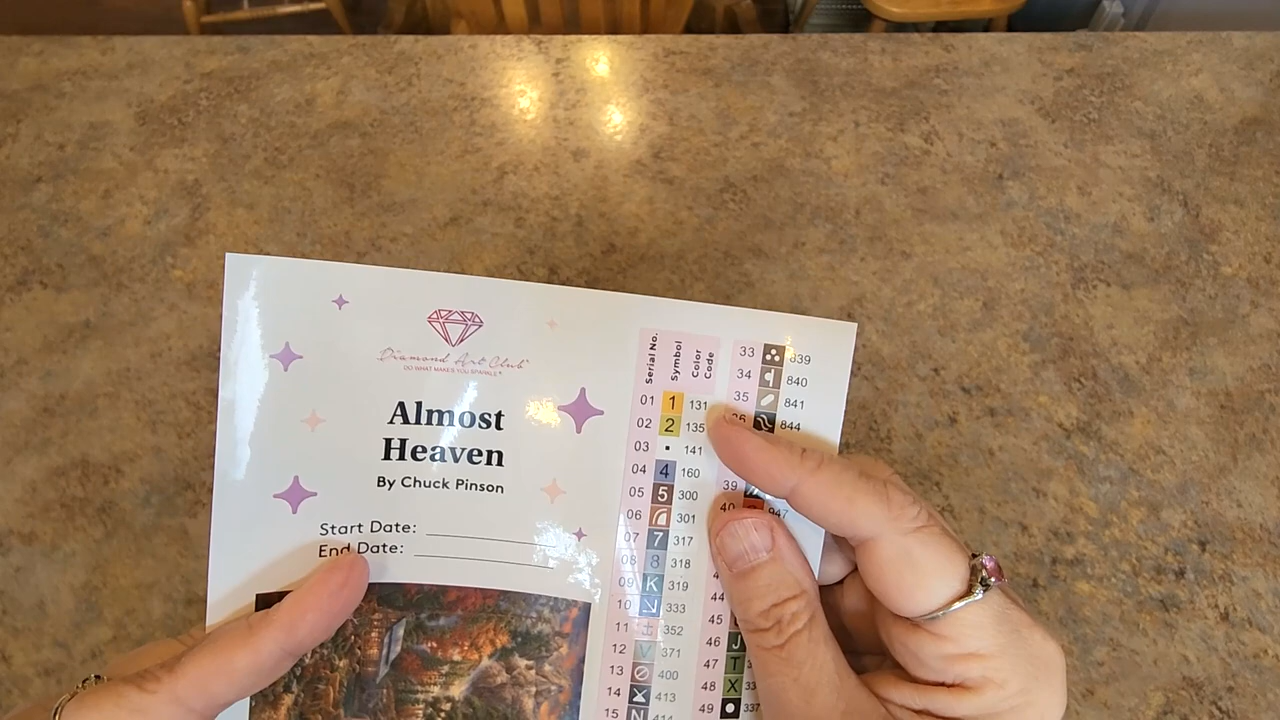 Diamond Art Club
DO WHAT MAKES YOU SPARKLE
Almost
Heaven
By Chuck Pinson
Start Date:
End Date:
Serial No. Symbol Color Code
01 1 131
02 2 135
03 141
04 4 160
05 5 300
06 301
07 7 317
08 8 318
09 K 319
10 333
11 352
12 V 371
13 400
14 413
15 N 414
33 839
34 840
35 841
36 844
39
40 947
44
45
46 J
47 T
48 X
49